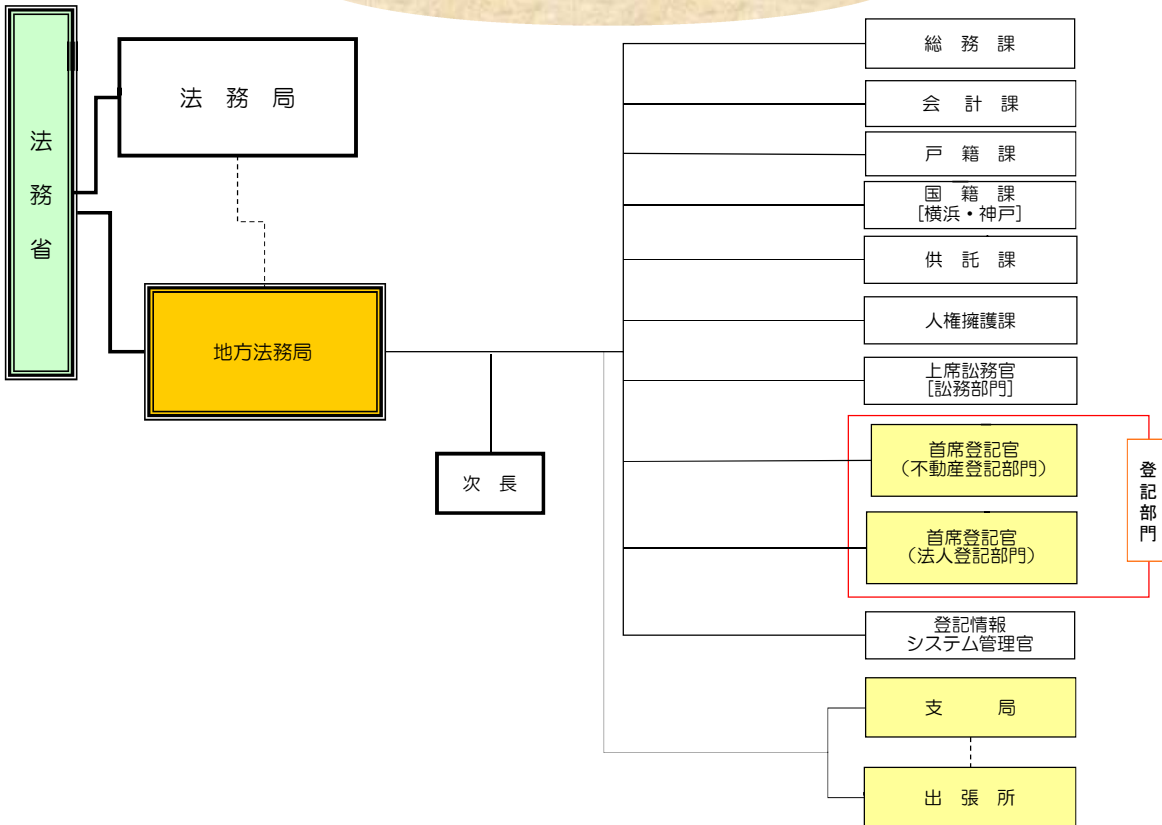 法務省
法　務　局
地方法務局
次　長
総　務　課
会　計　課
戸　籍　課
国　籍　課
[横浜・神戸]
供　託　課
人権擁護課
上席訟務官
[訟務部門]
首席登記官
（不動産登記部門）
首席登記官
（法人登記部門）
登記部門
登記情報
システム管理官
支　　局
出　張　所